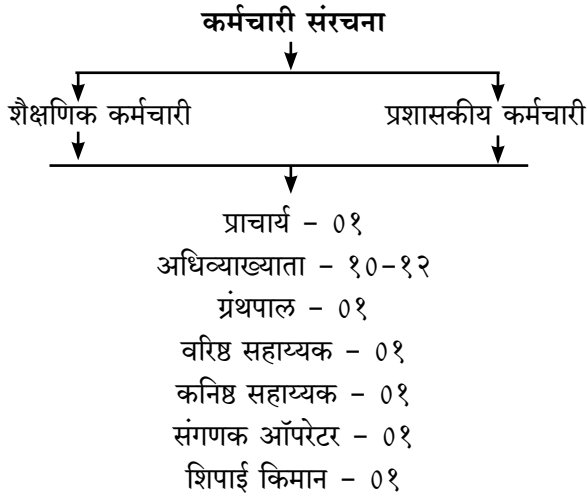 कर्मचारी संरचना
शैक्षणिक कर्मचारी प्रशासकीय कर्मचारी
प्राचार्य – ०१
अधिव्याख्याता – १०-१२
ग्रंथपाल – ०१
वरिष्ठ सहाय्यक – ०१
कनिष्ठ सहाय्यक – ०१
संगणक ऑपरेटर – ०१
शिपाई किमान – ०१